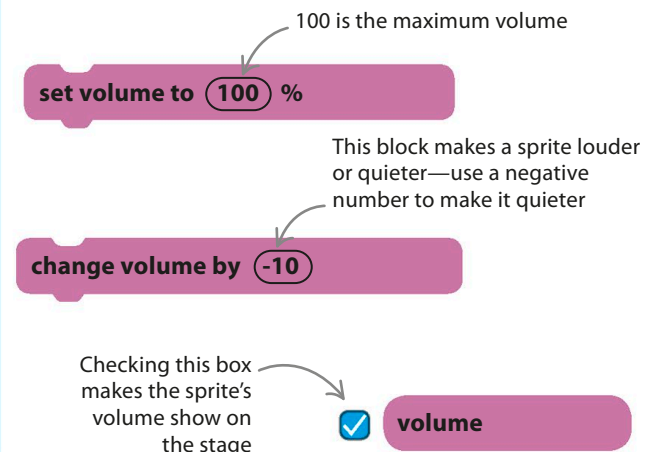 100 is the maximum volume
set volume to 100 %
This block makes a sprite louder
or quieter—use a negative
number to make it quieter
change volume by -10
Checking this box
makes the sprite's
volume show on
the stage
volume